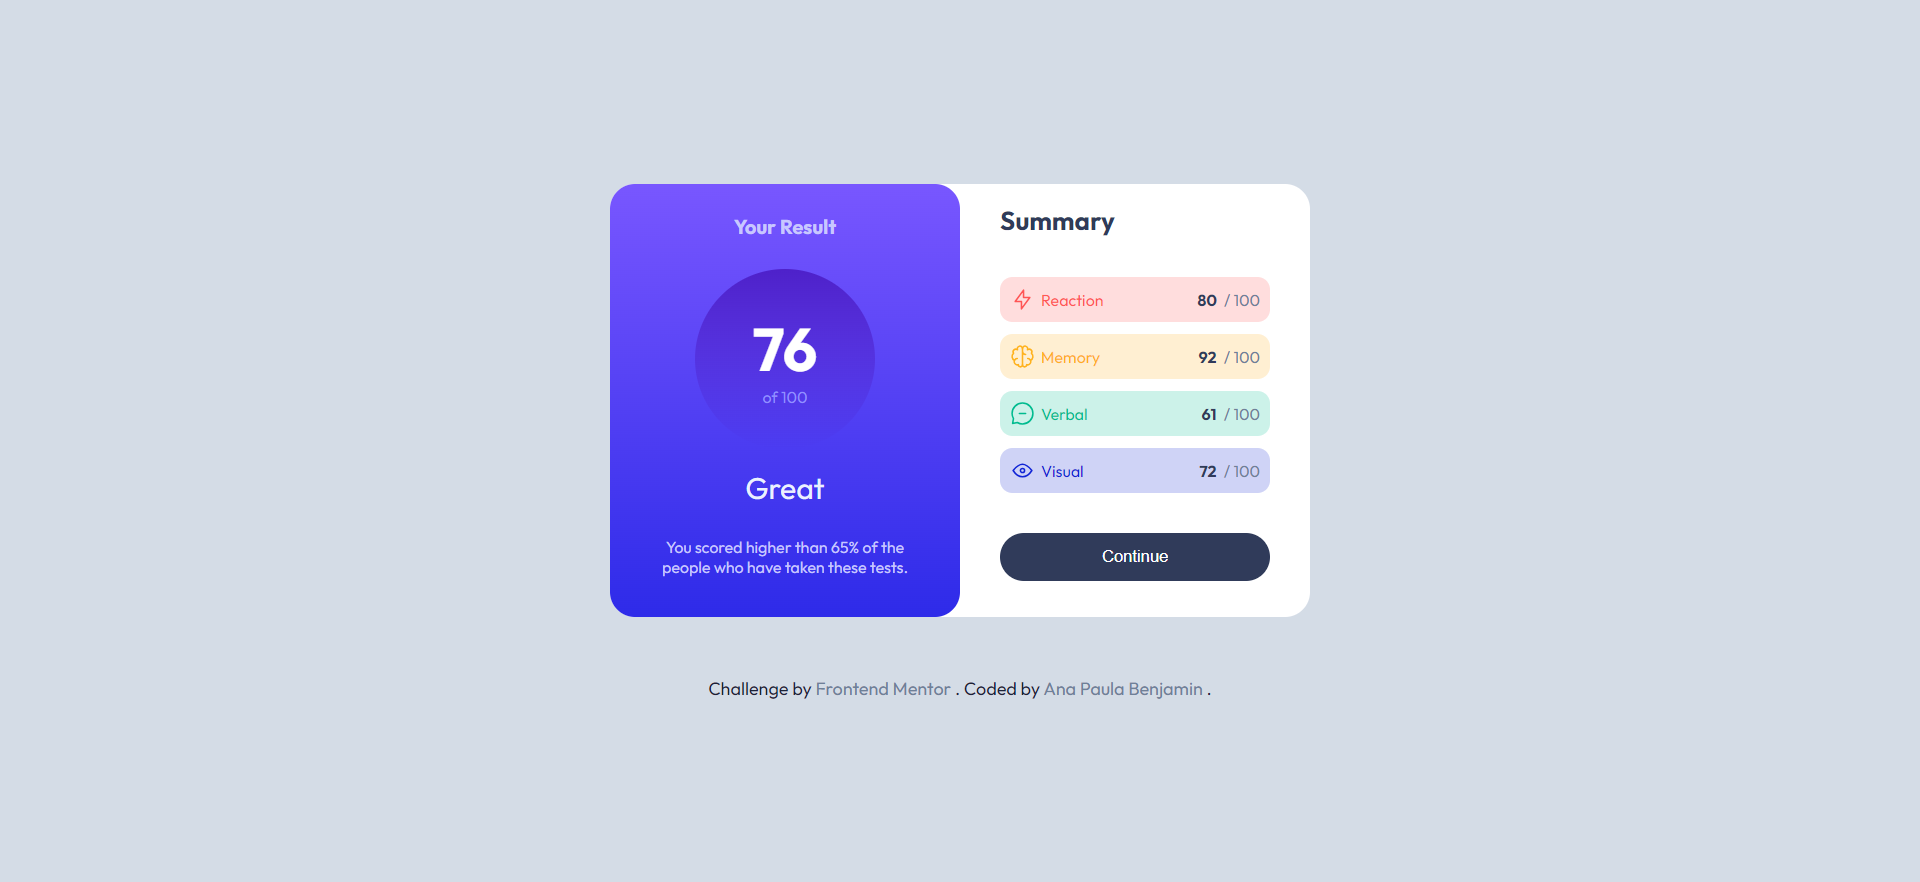 Your Result
76
of 100
Great
You scored higher than 65% of the
people who have taken these tests.
Summary
Reaction 80 / 100
Memory 92 / 100
Verbal 61 / 100
Visual 72 / 100
Continue
Challenge by Frontend Mentor . Coded by Ana Paula Benjamin .